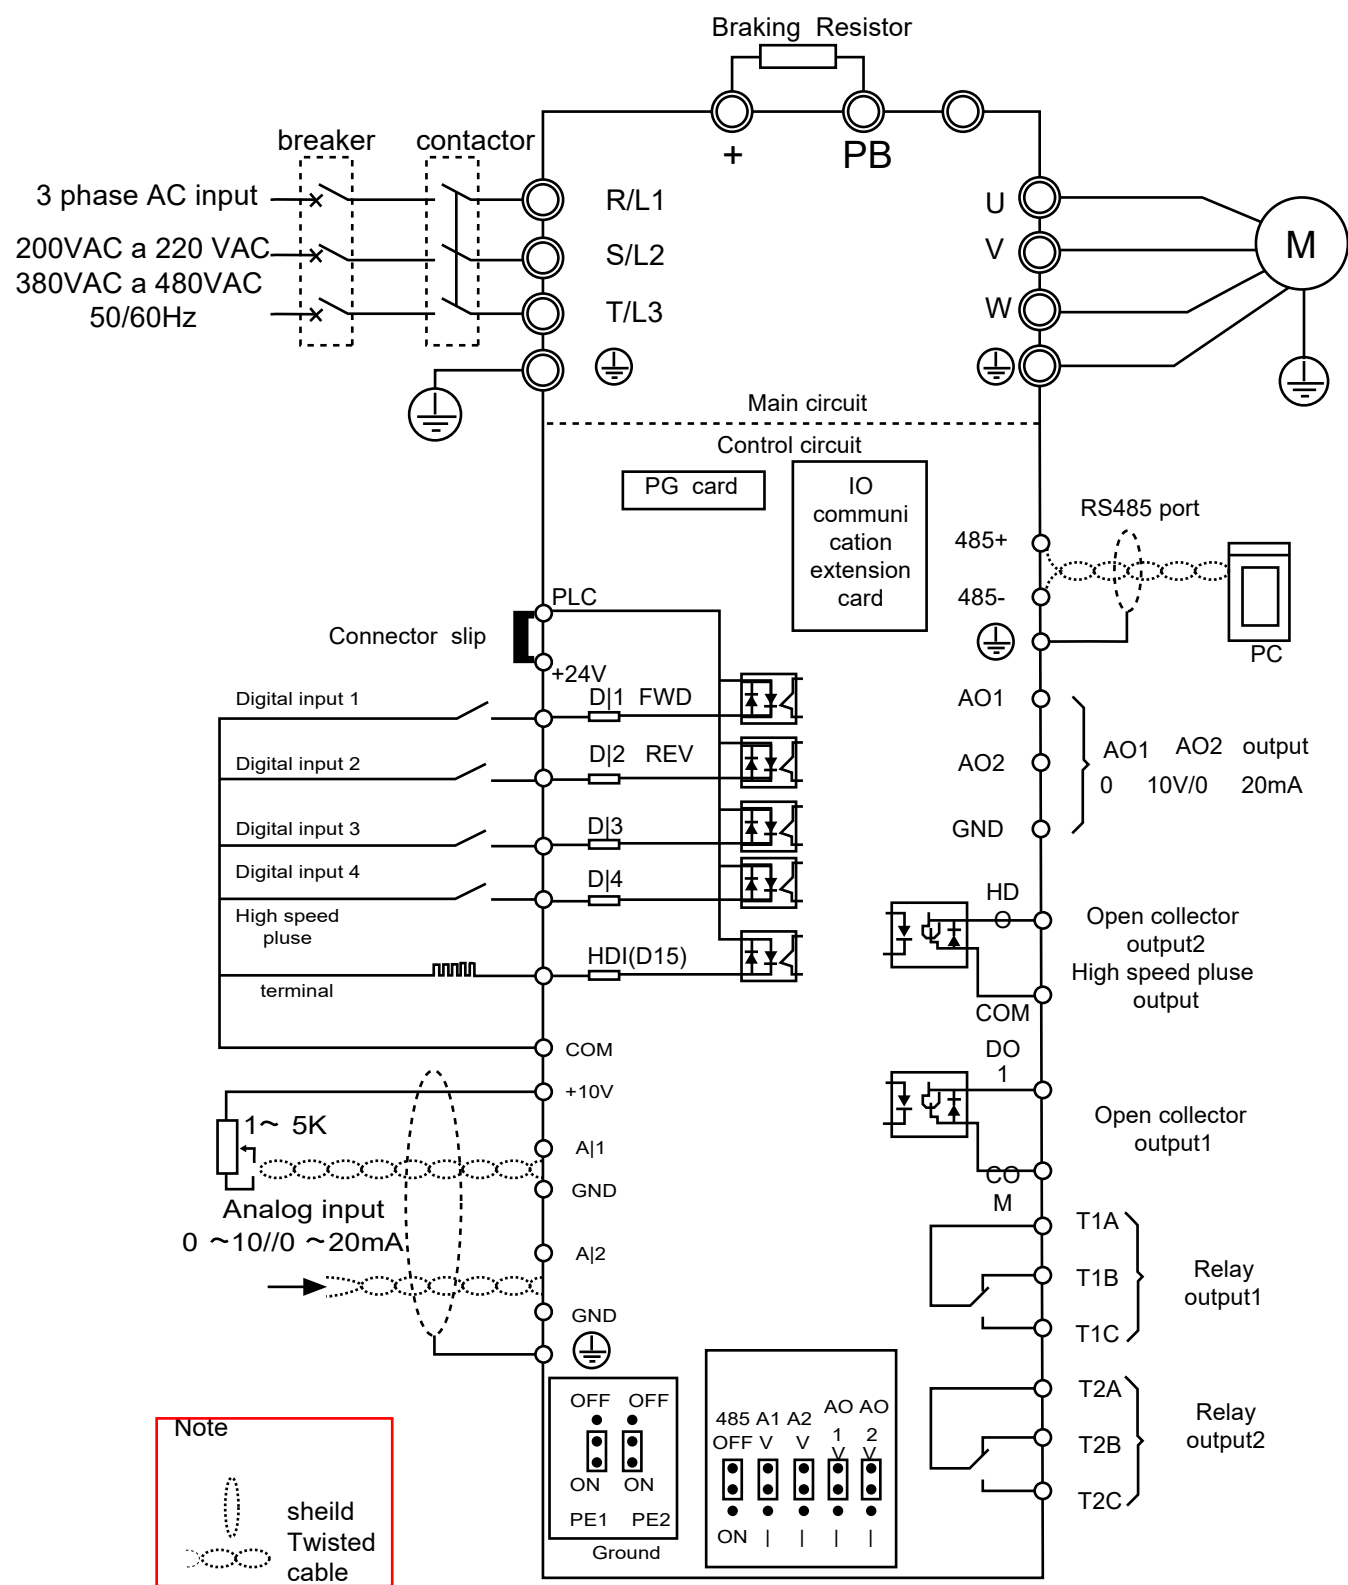 Braking Resistor
+
PB
breaker
contactor
3 phase AC input
200VAC a 220 VAC
380VAC a 480VAC
50/60Hz
R/L1
S/L2
T/L3
U
V
W
M
Main circuit
Control circuit
PG card
IO
communi
cation
extension
card
RS485 port
485+
485-
PC
PLC
Connector slip
+24V
Digital input 1
D|1 FWD
Digital input 2
D|2 REV
Digital input 3
D|3
Digital input 4
D|4
High speed
pluse
terminal
HDI(D15)
COM
+10V
1~ 5K
A|1
GND
Analog input
0 ~10//0 ~20mA
A|2
GND
AO1
AO2
GND
AO1 AO2 output
0 10V/0 20mA
HD
O
COM
Open collector
output2
High speed pluse
output
DO
1
CO
M
Open collector
output1
T1A
T1B
T1C
Relay
output1
T2A
T2B
T2C
Relay
output2
OFF OFF
ON ON
PE1 PE2
Ground
485 A1 A2 AO AO
OFF V V 1 2
V V
ON | | | |
Note
sheild
Twisted
cable